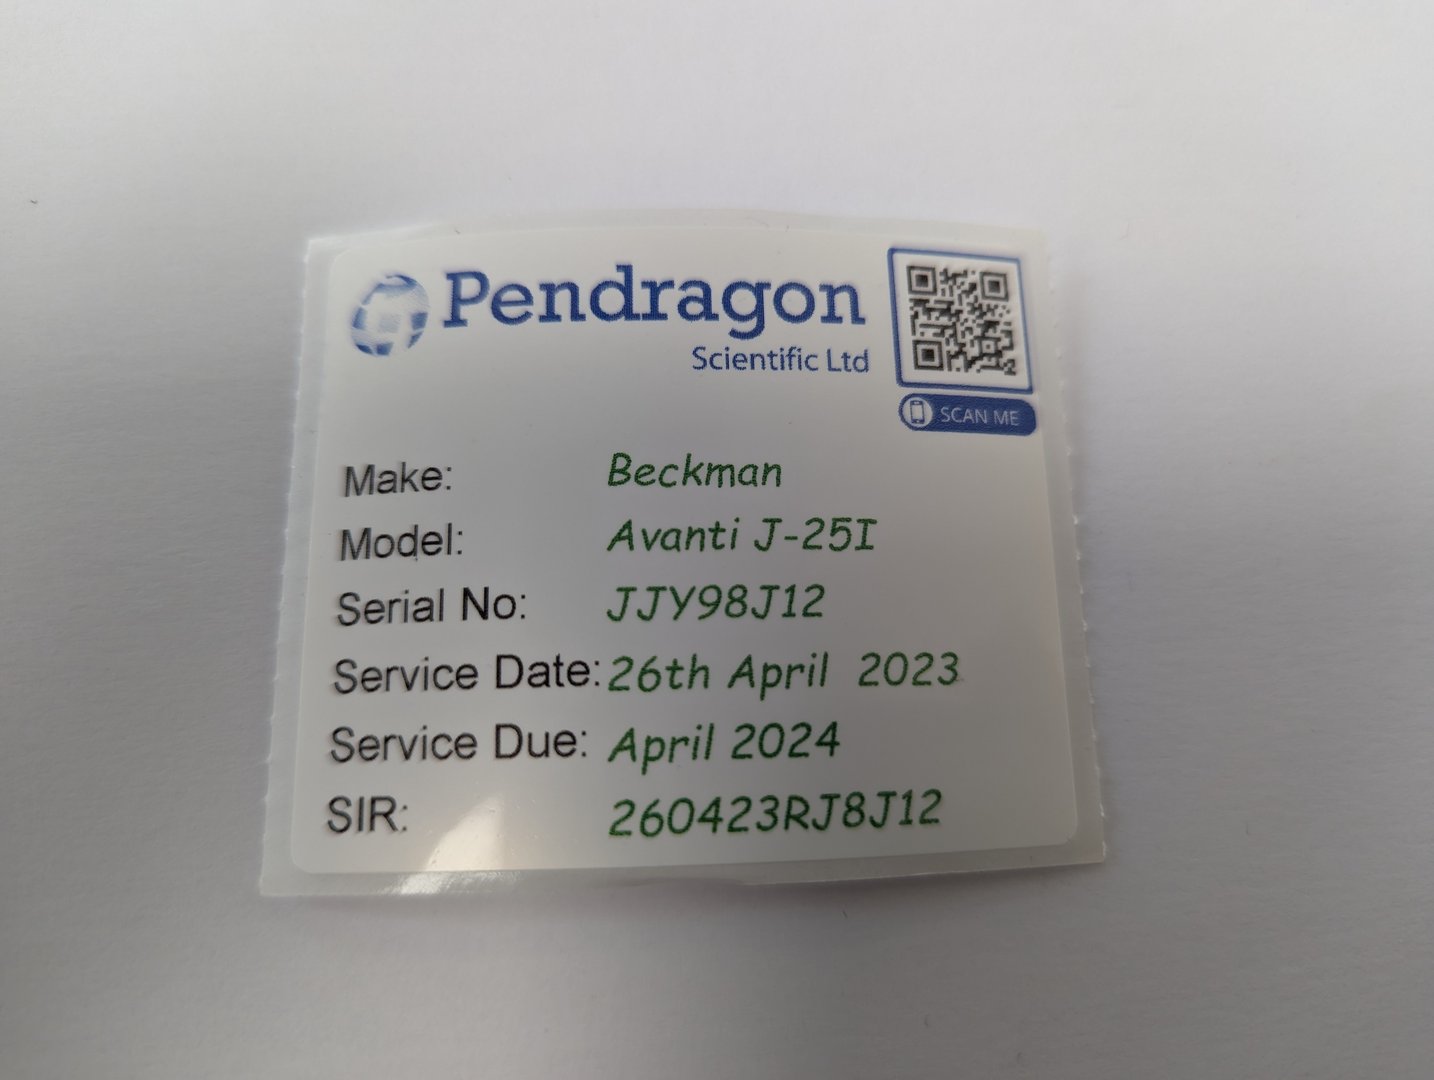 Pendragon
Scientific Ltd
SCAN ME
Make: Beckman
Model: Avanti J-25I
Serial No: JJY98J12
Service Date: 26th April 2023
Service Due: April 2024
SIR: 260423RJ8J12